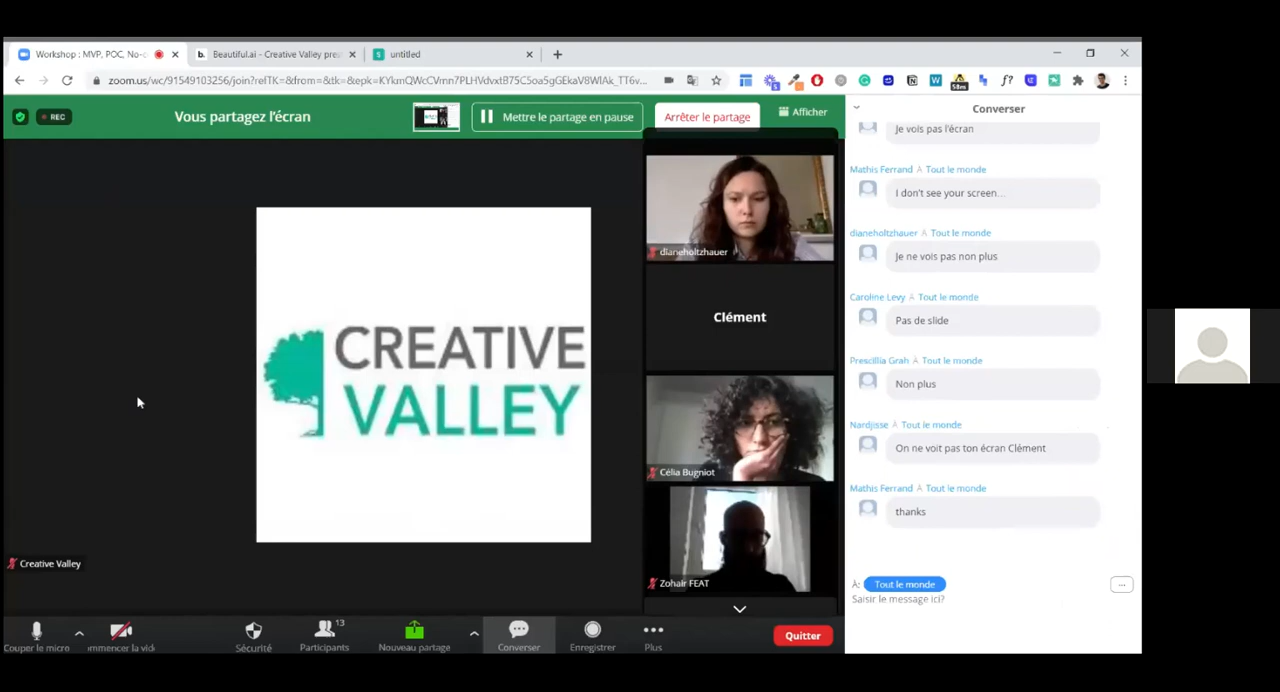 Workshop : MVP, POC, No-c
Beautiful.ai - Creative Valley pre
untitled
zoom.us/wc/91549103256/join?
Vous partagez l'écran
REC
Mettre le partage en pause
Arrêter le partage
Afficher
Converser
Je vois pas l'écran
Mathis Ferrand À Tout le monde
I don't see your screen...
dianeholtzhauer À Tout le monde
Je ne vois pas non plus
Caroline Levy À Tout le monde
Pas de slide
Prescillia Grah À Tout le monde
Non plus
Nardjisse À Tout le monde
On ne voit pas ton écran Clément
Mathis Ferrand À Tout le monde
thanks
À: Tout le monde
Saisir le message ici?
dianeholtzhauer
Clément
Célia Bugniot
Zohair FEAT
CREATIVE
VALLEY
Creative Valley
Couper le micro
ommencer la vidé
Sécurité
Participants 13
Nouveau partage
Converser
Enregistrer
Plus
Quitter